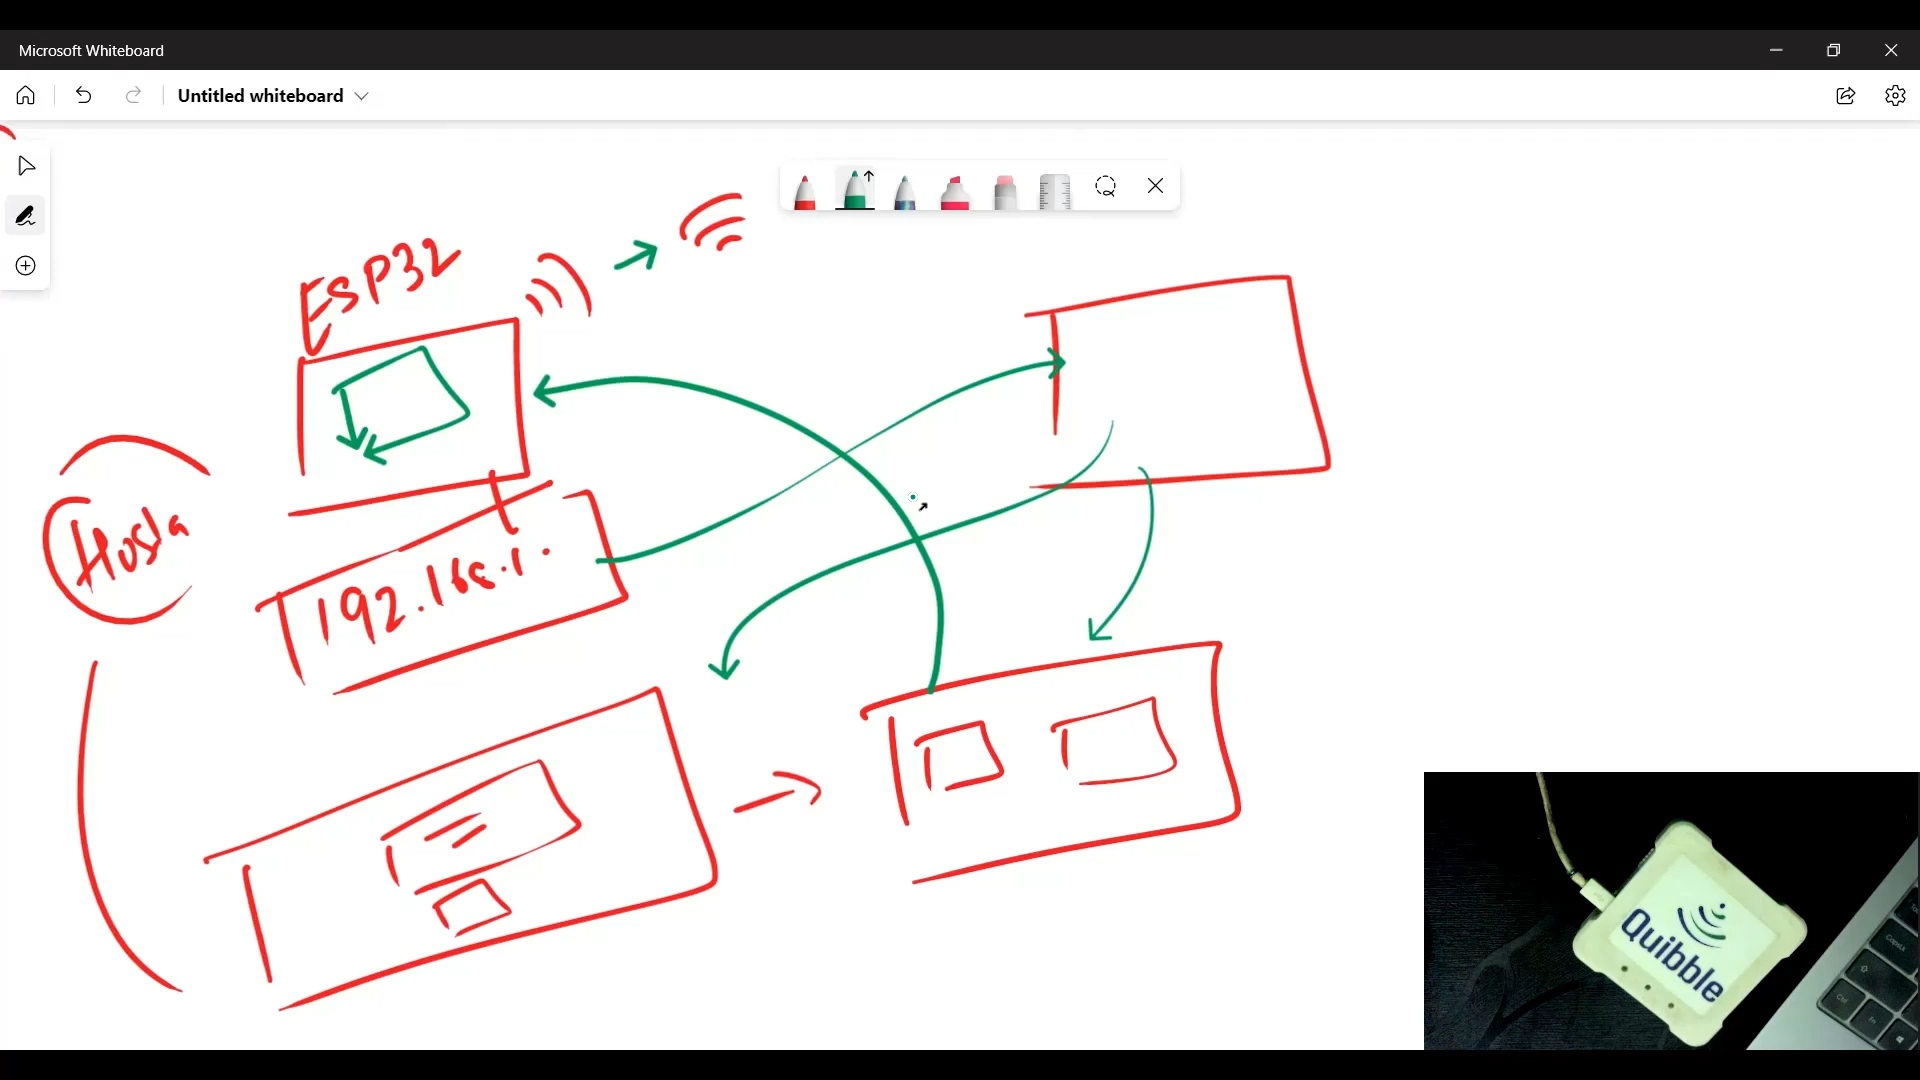 Microsoft Whiteboard
Untitled whiteboard
ESP32
192.168.1.
Quibble